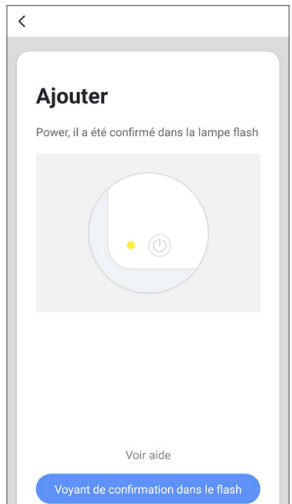 Ajouter
Power, il a été confirmé dans la lampe flash
Voir aide
Voyant de confirmation dans le flash